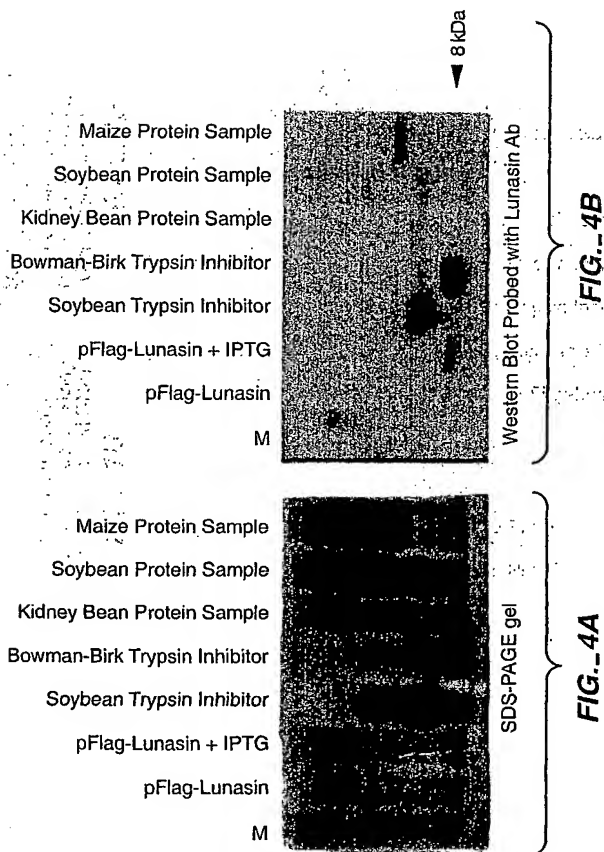 Maize Protein Sample
Soybean Protein Sample
Kidney Bean Protein Sample
Bowman-Birk Trypsin Inhibitor
Soybean Trypsin Inhibitor
pFlag-Lunasin + IPTG
pFlag-Lunasin
M
8 kDa
Western Blot Probed with Lunasin Ab
FIG._4B
Maize Protein Sample
Soybean Protein Sample
Kidney Bean Protein Sample
Bowman-Birk Trypsin Inhibitor
Soybean Trypsin Inhibitor
pFlag-Lunasin + IPTG
pFlag-Lunasin
M
SDS-PAGE gel
FIG._4A